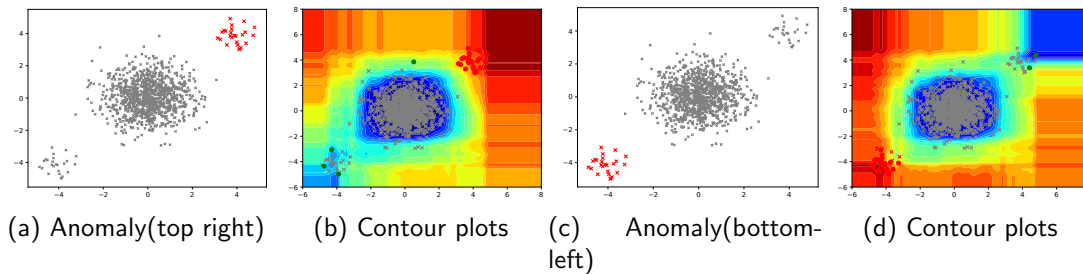 4
2
0
−2
−4
−4 −2 0 2 4
8
6
4
2
0
−2
−4
−6
−6 −4 −2 0 2 4 6 8
4
2
0
−2
−4
−4 −2 0 2 4
8
6
4
2
0
−2
−4
−6
−6 −4 −2 0 2 4 6
(a) Anomaly(top right)
(b) Contour plots
(c) Anomaly(bottom-
left)
(d) Contour plots